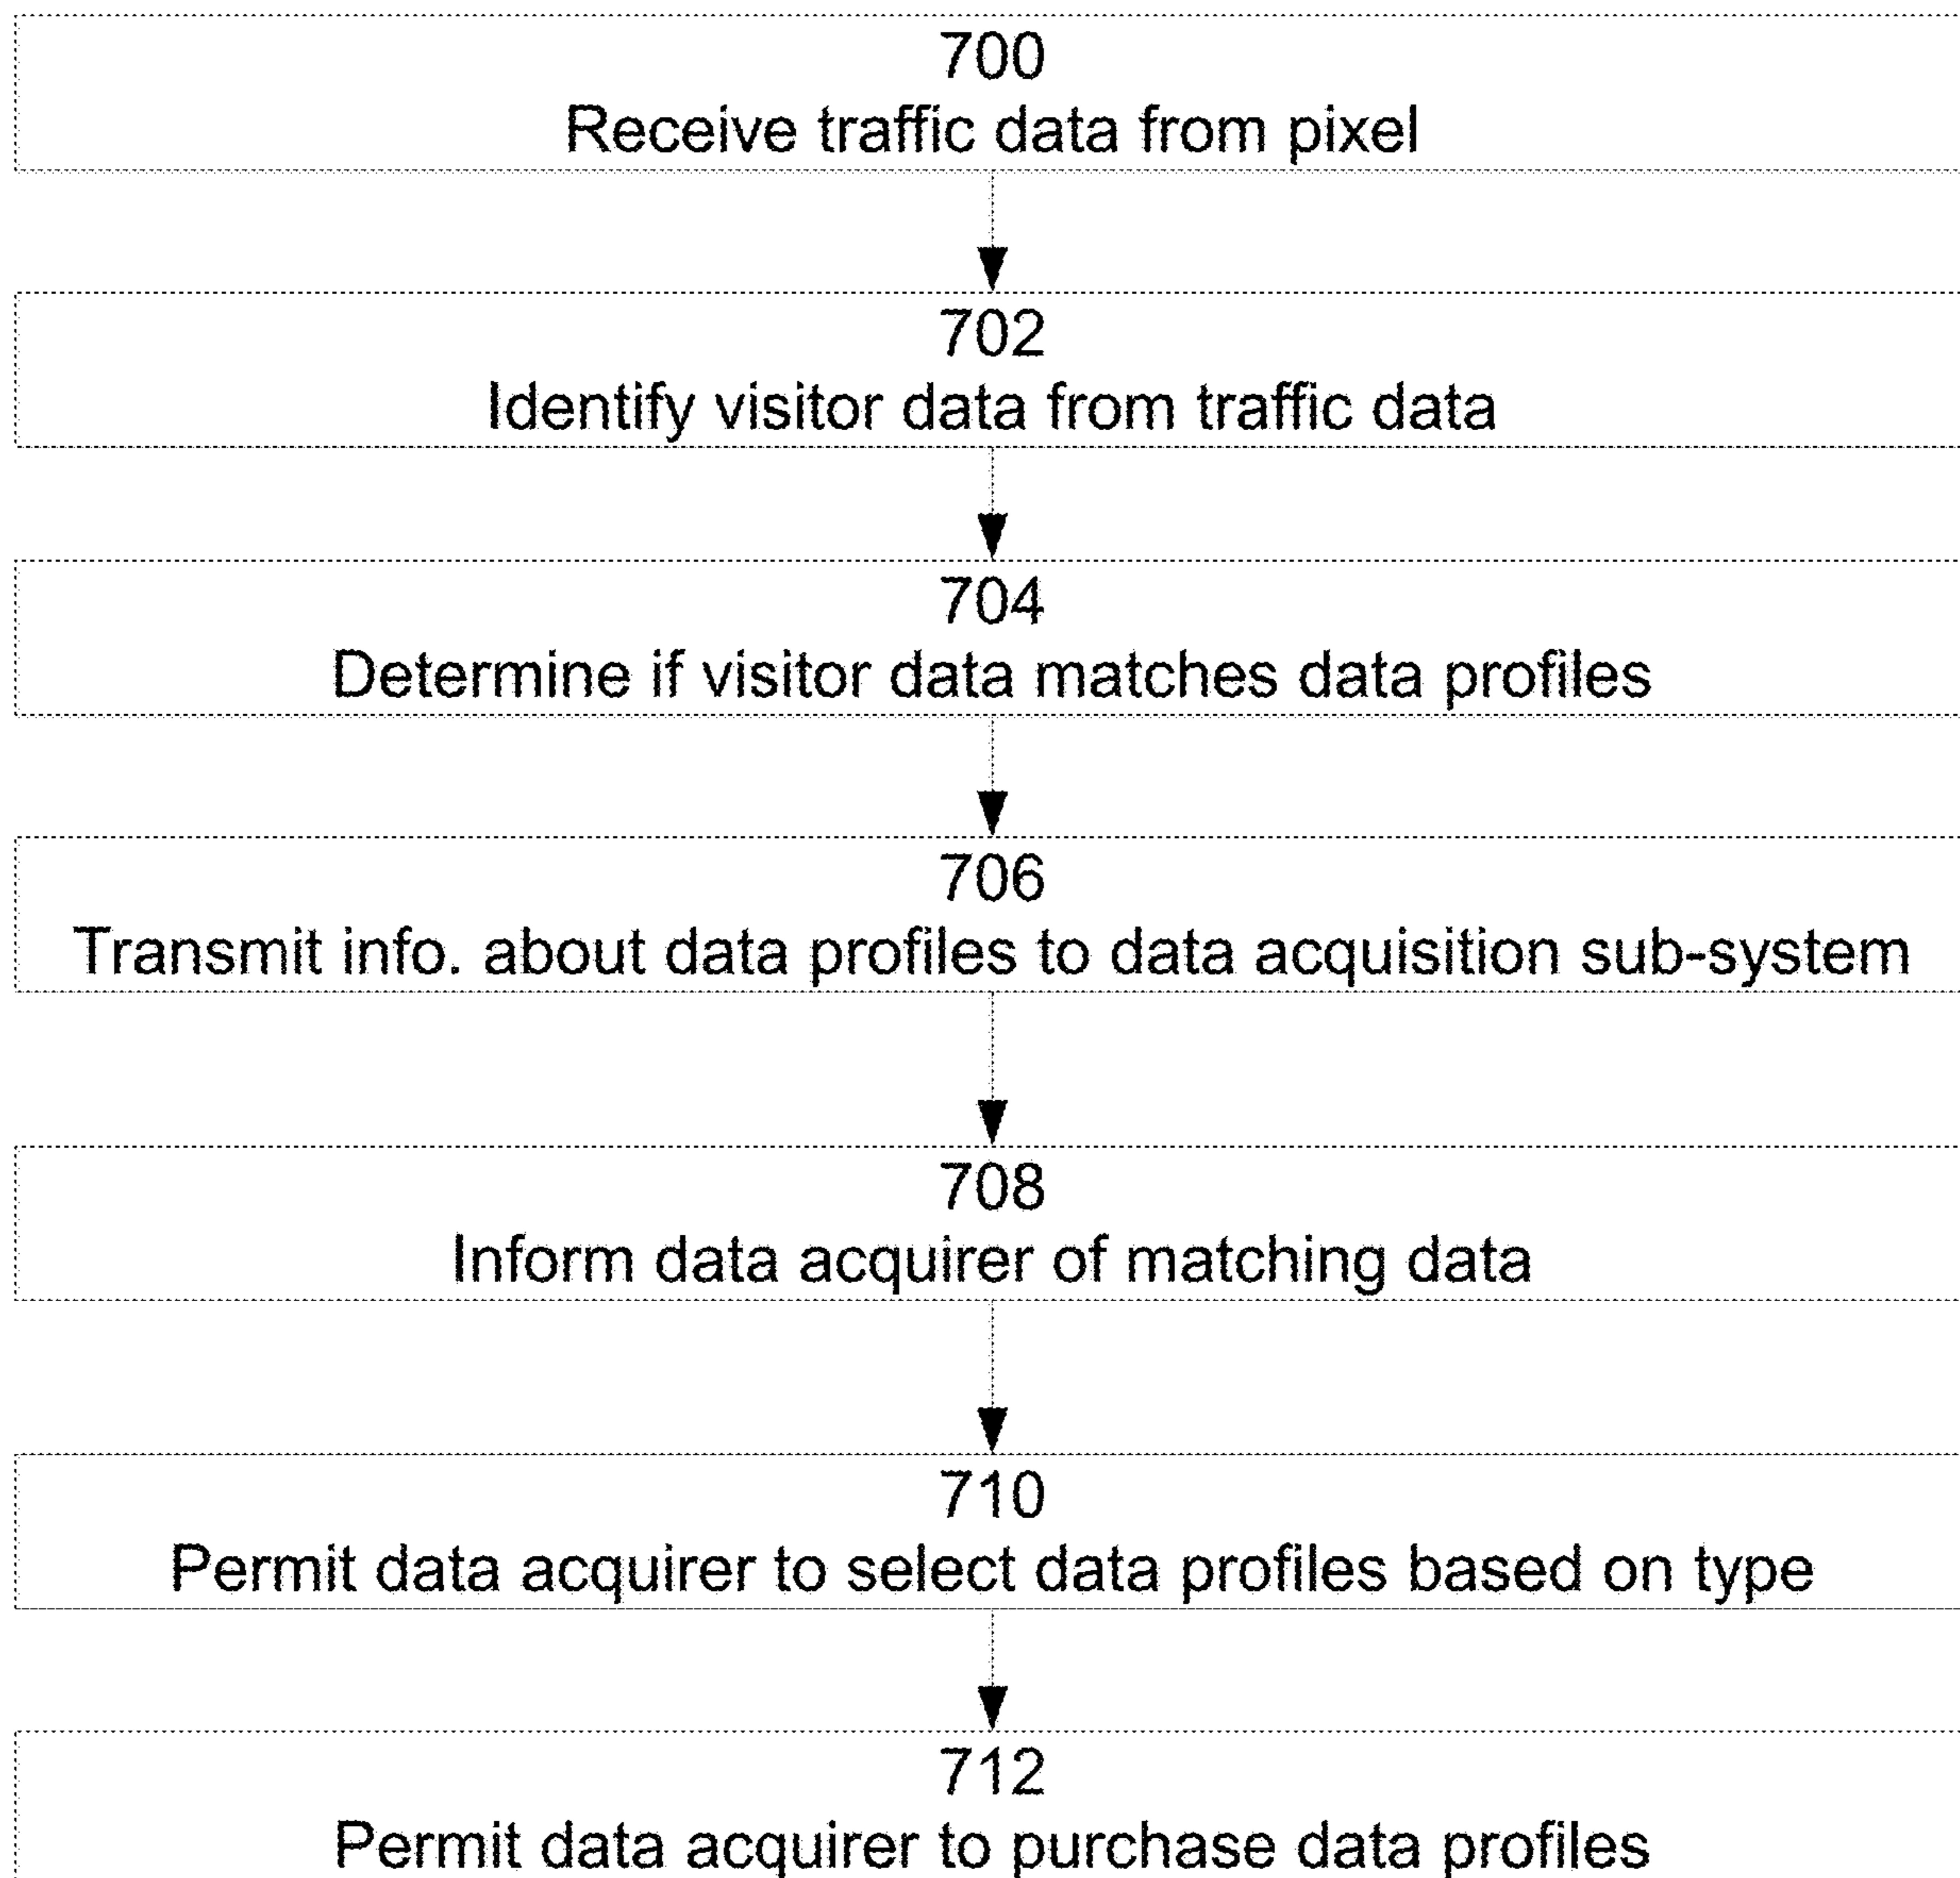 700
Receive traffic data from pixel
702
Identify visitor data from traffic data
704
Determine if visitor data matches data profiles
706
Transmit info. about data profiles to data acquisition sub-system
708
Inform data acquirer of matching data
710
Permit data acquirer to select data profiles based on type
712
Permit data acquirer to purchase data profiles